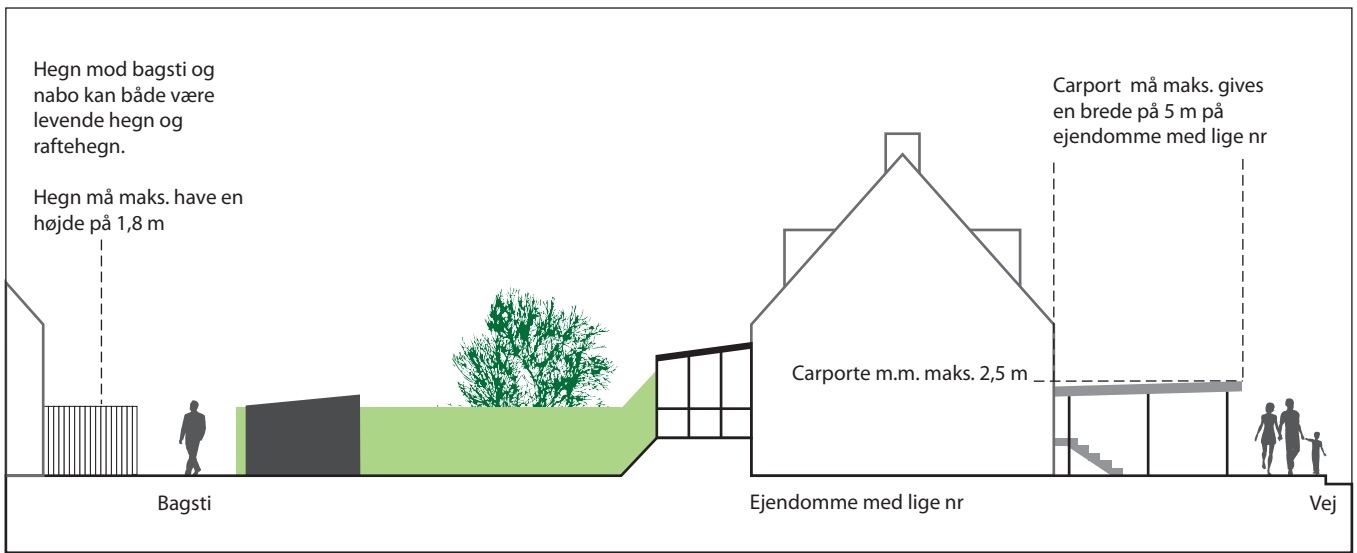 Hegn mod bagsti og
nabo kan både være
levende hegn og
raftehegn.
Hegn må maks. have en
højde på 1,8 m
Carport må maks. gives
en brede på 5 m på
ejendomme med lige nr
Carporte m.m. maks. 2,5 m
Bagsti
Ejendomme med lige nr
Vej